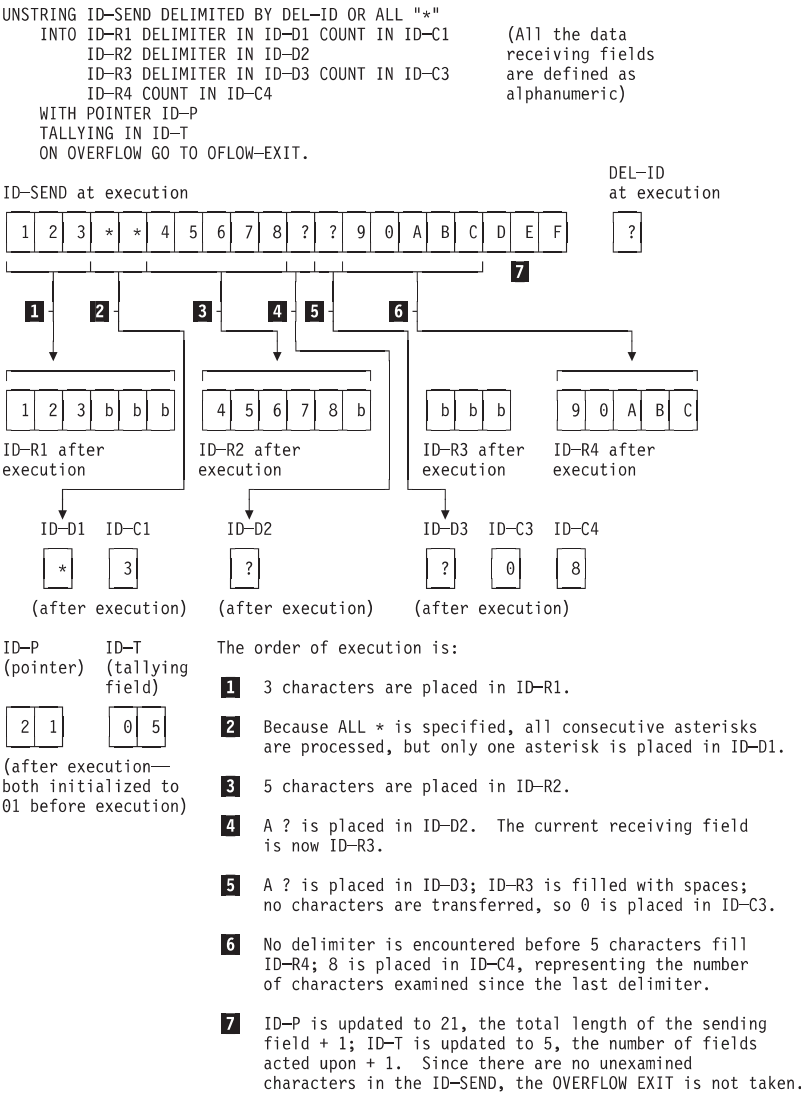 UNSTRING ID—SEND DELIMITED BY DEL—ID OR ALL "*"
INTO ID—R1 DELIMITER IN ID—D1 COUNT IN ID—C1 (All the data
ID—R2 DELIMITER IN ID—D2 receiving fields
ID—R3 DELIMITER IN ID—D3 COUNT IN ID—C3 are defined as
ID—R4 COUNT IN ID—C4 alphanumeric)
WITH POINTER ID—P
TALLYING IN ID—T
ON OVERFLOW GO TO OFLOW—EXIT.
DEL—ID
ID—SEND at execution at execution
1 2 3 * * 4 5 6 7 8 ? ? 9 0 A B C D E F ?
7
1 2 3 4 5 6
1 2 3 b b b 4 5 6 7 8 b b b b 9 0 A B C
ID—R1 after ID—R2 after ID—R3 after ID—R4 after
execution execution execution execution
ID—D1 ID—C1 ID—D2 ID—D3 ID—C3 ID—C4
* 3 ? ? 0 8
(after execution) (after execution) (after execution)
ID—P ID—T The order of execution is:
(pointer) (tallying
field)
1 3 characters are placed in ID—R1.
2 1 0 5
2 Because ALL * is specified, all consecutive asterisks
are processed, but only one asterisk is placed in ID—D1.
(after execution—
both initialized to
01 before execution)
3 5 characters are placed in ID—R2.
4 A ? is placed in ID—D2. The current receiving field
is now ID—R3.
5 A ? is placed in ID—D3; ID—R3 is filled with spaces;
no characters are transferred, so 0 is placed in ID—C3.
6 No delimiter is encountered before 5 characters fill
ID—R4; 8 is placed in ID—C4, representing the number
of characters examined since the last delimiter.
7 ID—P is updated to 21, the total length of the sending
field + 1; ID—T is updated to 5, the number of fields
acted upon + 1. Since there are no unexamined
characters in the ID—SEND, the OVERFLOW EXIT is not taken.